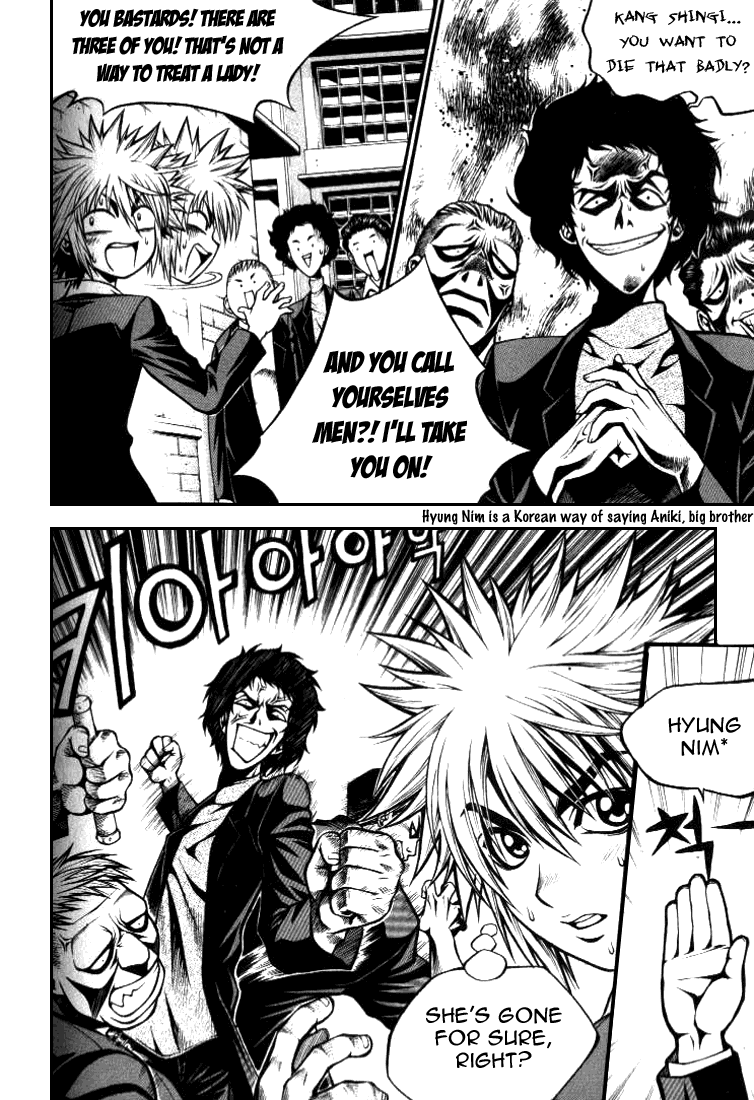 YOU BASTARDS! THERE ARE
THREE OF YOU! THAT'S NOT A
WAY TO TREAT A LADY!
KANG SHINGI...
YOU WANT TO
DIE THAT BADLY?
AND YOU CALL
YOURSELVES
MEN?! I'LL TAKE
YOU ON!
Hyung Nim is a Korean way of saying Aniki, big brother
키아아아악
SHE'S GONE
FOR SURE,
RIGHT?
HYUNG
NIM*
척